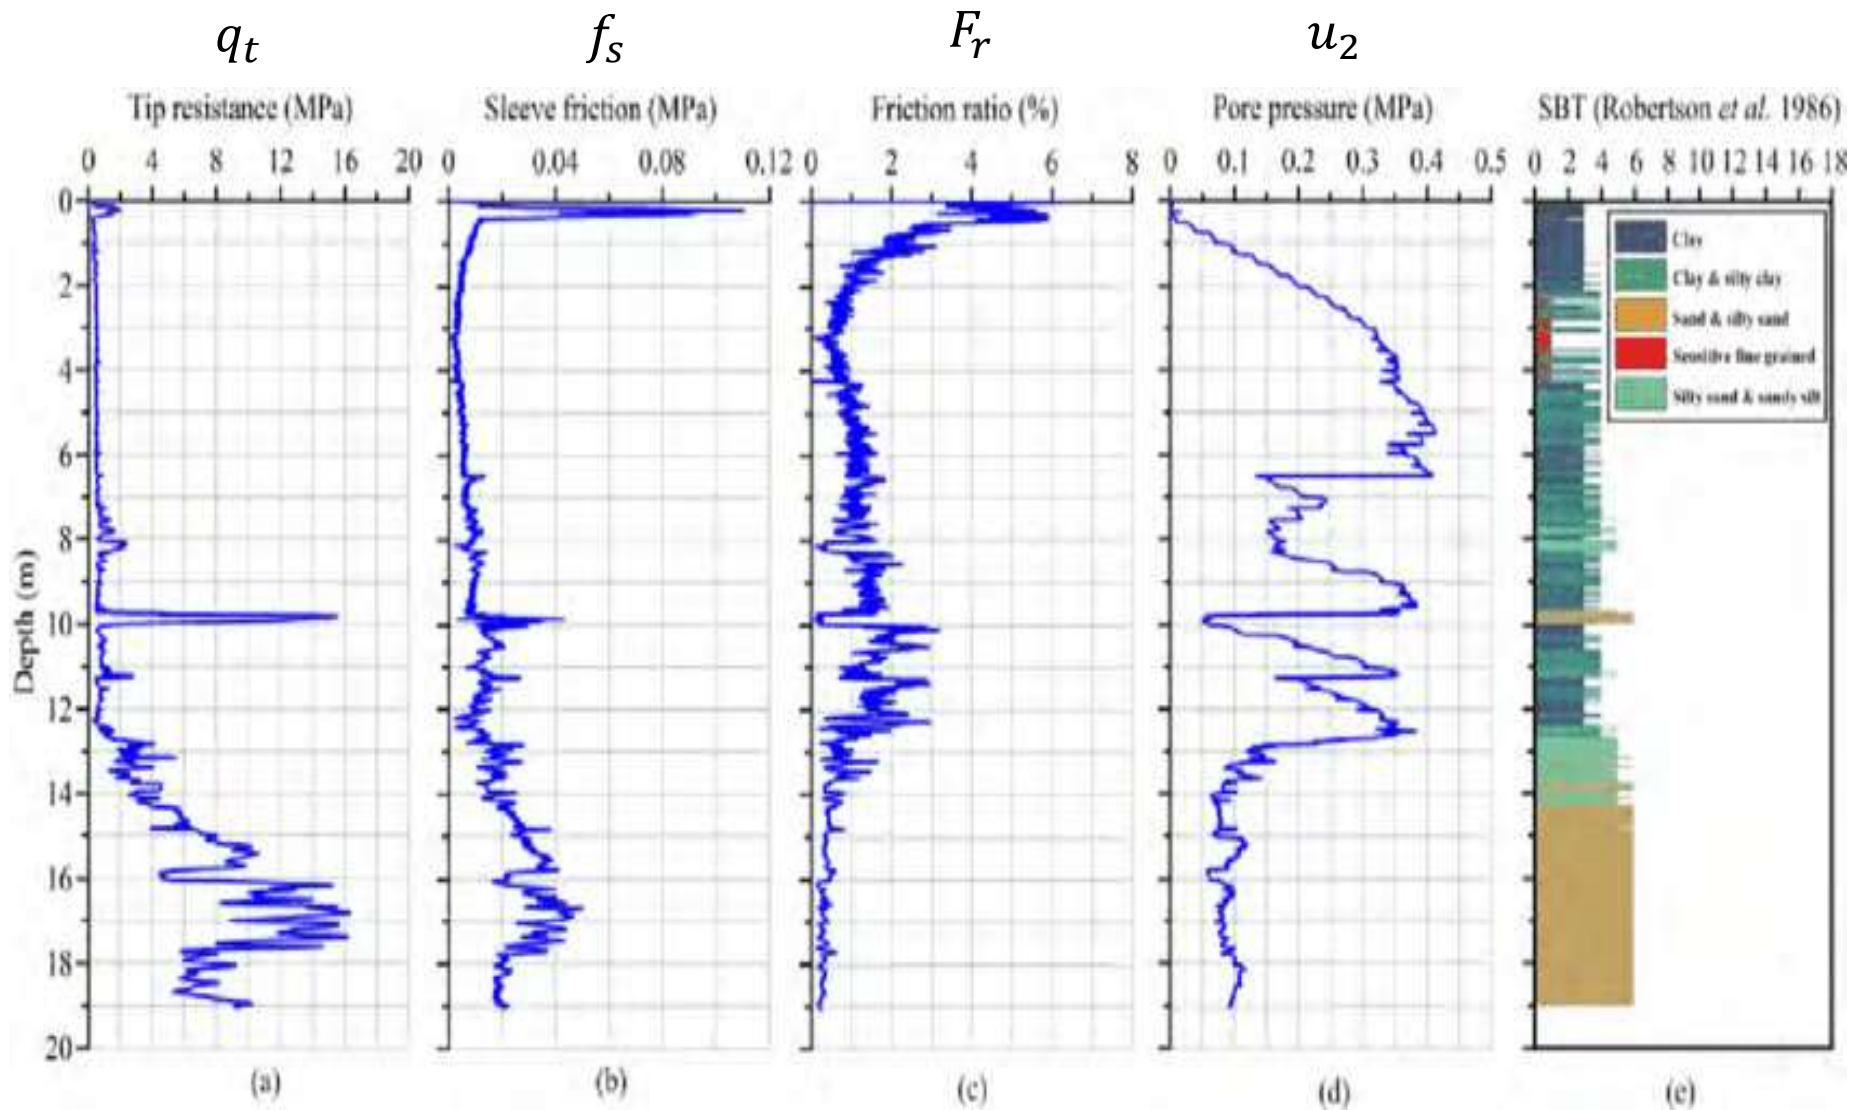 qt fs Fr u2
Tip resistance (MPa) Sleeve friction (MPa) Friction ratio (%) Pore pressure (MPa) SBT (Robertson et al. 1986)
0 4 8 12 16 20 0 0.04 0.08 0.12 0 2 4 6 8 0 0.1 0.2 0.3 0.4 0.5 0 2 4 6 8 10 12 14 16 18
0
2
4
6
8
10
12
14
16
18
20
Depth (m)
Clay
Clay & silty clay
Sand & silty sand
Sensitive fine grained
Silty sand & sandy silt
(a) (b) (c) (d) (e)